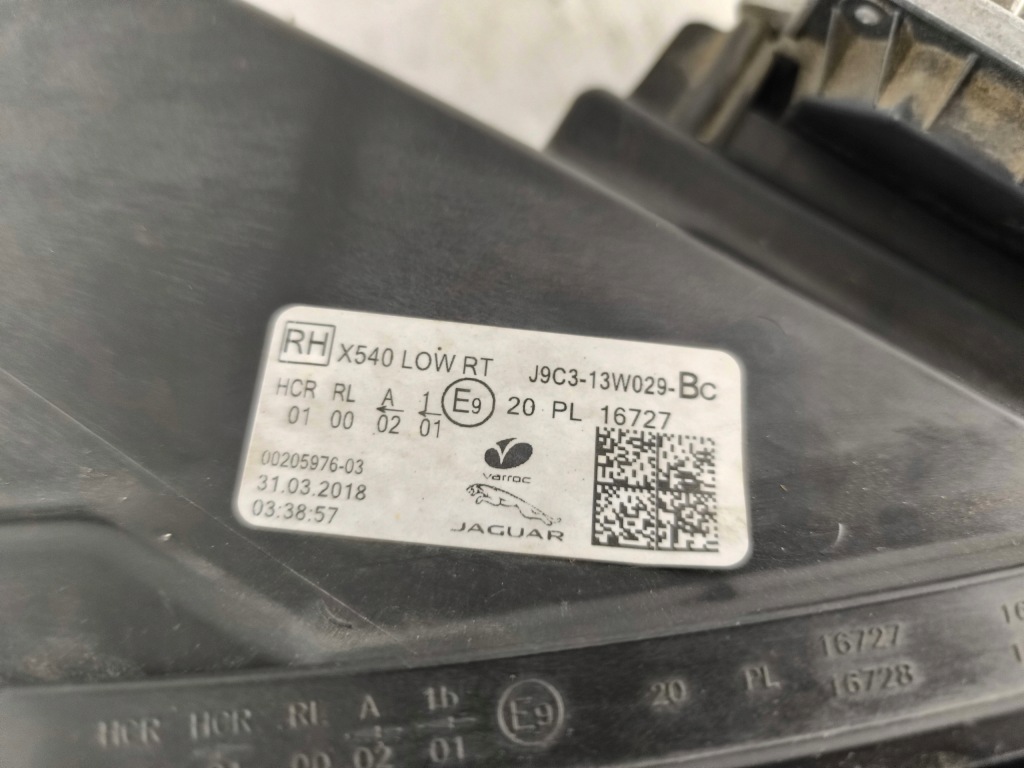 RH X540 LOW RT J9C3-13W029-BC
HCR RL A 1 E9 20 PL 16727
01 00 02 01
00205976-03
31.03.2018
03:38:57
varroc
JAGUAR
16727
16728
HCR HCR RL A 1b E9 20 PL
00 02 01